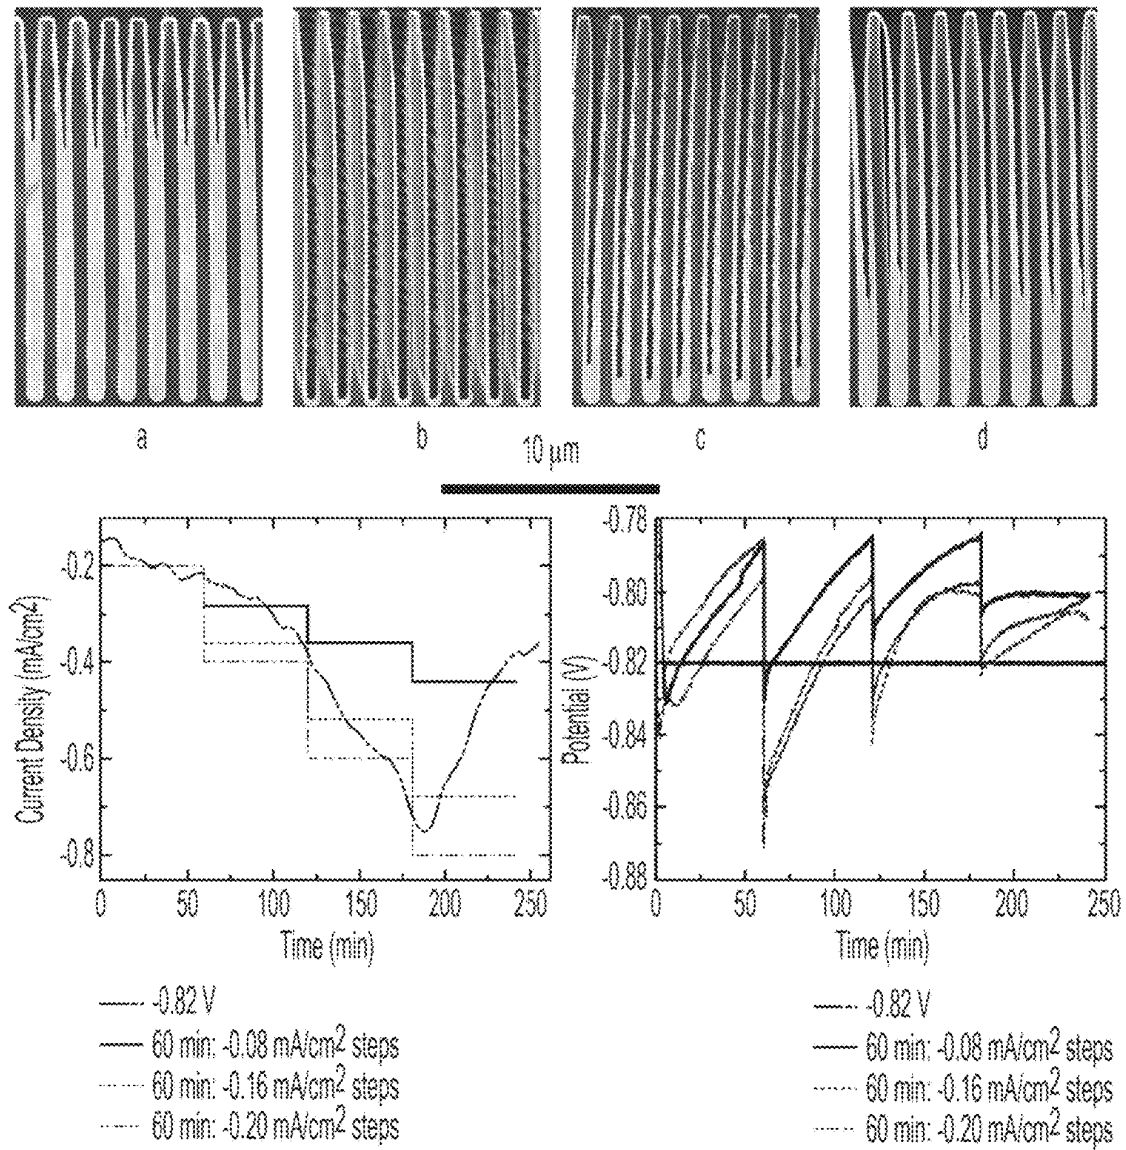 a
b
c
d
10 µm
Current Density (mA/cm2)
-0.2
-0.4
-0.6
-0.8
0
50
100
150
200
250
Time (min)
-0.82 V
60 min: -0.08 mA/cm2 steps
60 min: -0.16 mA/cm2 steps
60 min: -0.20 mA/cm2 steps
Potential (V)
-0.78
-0.80
-0.82
-0.84
-0.86
-0.88
0
50
100
150
200
250
Time (min)
-0.82 V
60 min: -0.08 mA/cm2 steps
60 min: -0.16 mA/cm2 steps
60 min: -0.20 mA/cm2 steps